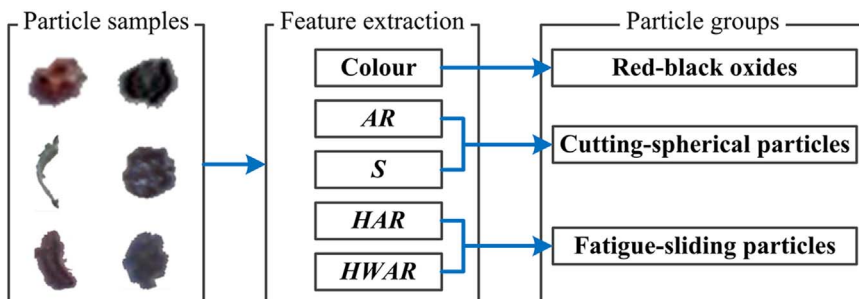 Particle samples
Feature extraction
Particle groups
Colour
Red-black oxides
AR
Cutting-spherical particles
S
HAR
Fatigue-sliding particles
HWAR